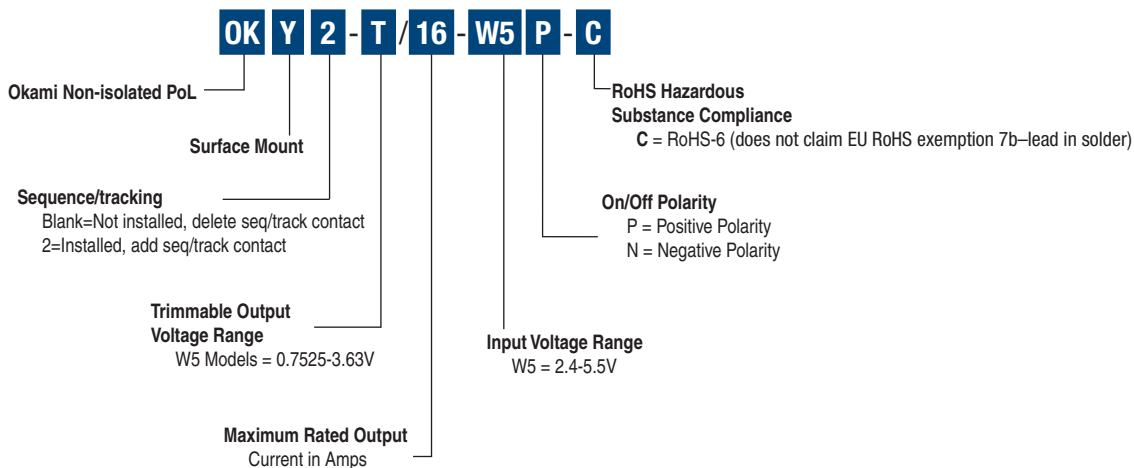 OK Y 2 - T / 16 - W5 P - C
Okami Non-isolated PoL
Surface Mount
Sequence/tracking
Blank=Not installed, delete seq/track contact
2=Installed, add seq/track contact
Trimmable Output
Voltage Range
W5 Models = 0.7525-3.63V
Maximum Rated Output
Current in Amps
Input Voltage Range
W5 = 2.4-5.5V
On/Off Polarity
P = Positive Polarity
N = Negative Polarity
RoHS Hazardous
Substance Compliance
C = RoHS-6 (does not claim EU RoHS exemption 7b–lead in solder)